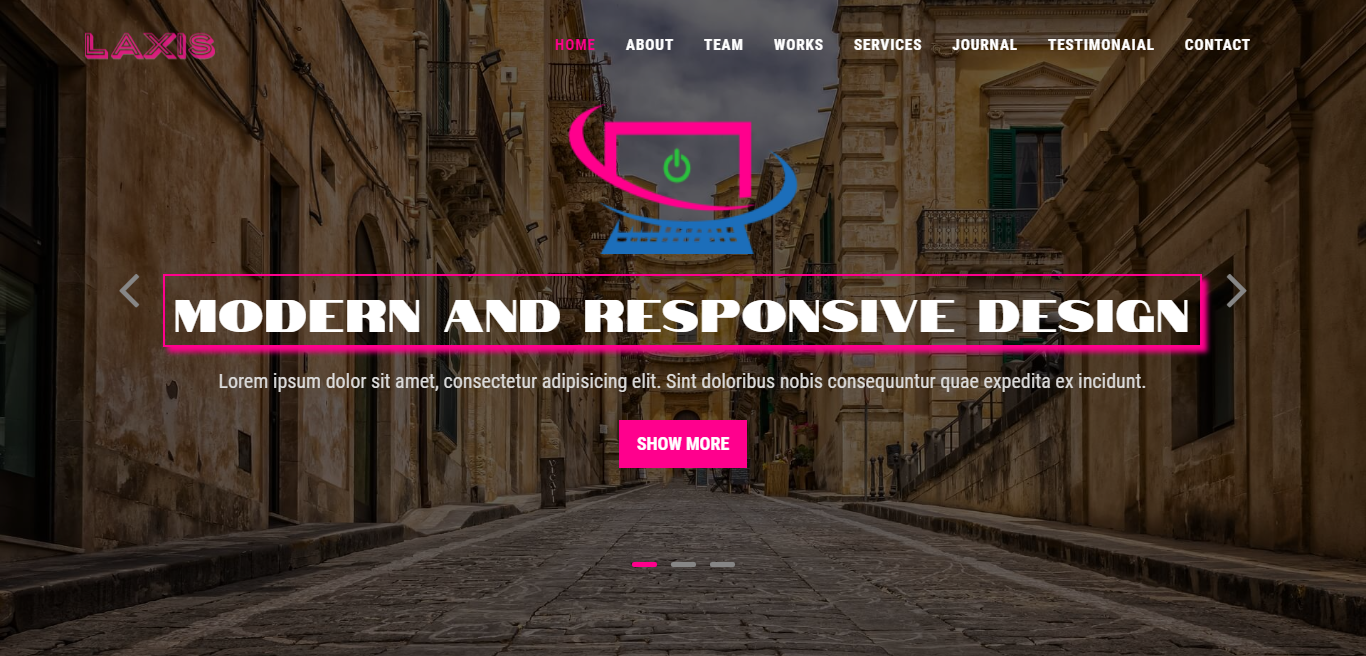 LAXIS
HOME ABOUT TEAM WORKS SERVICES JOURNAL TESTIMONAIAL CONTACT
MODERN AND RESPONSIVE DESIGN
Lorem ipsum dolor sit amet, consectetur adipisicing elit. Sint doloribus nobis consequuntur quae expedita ex incidunt.
SHOW MORE